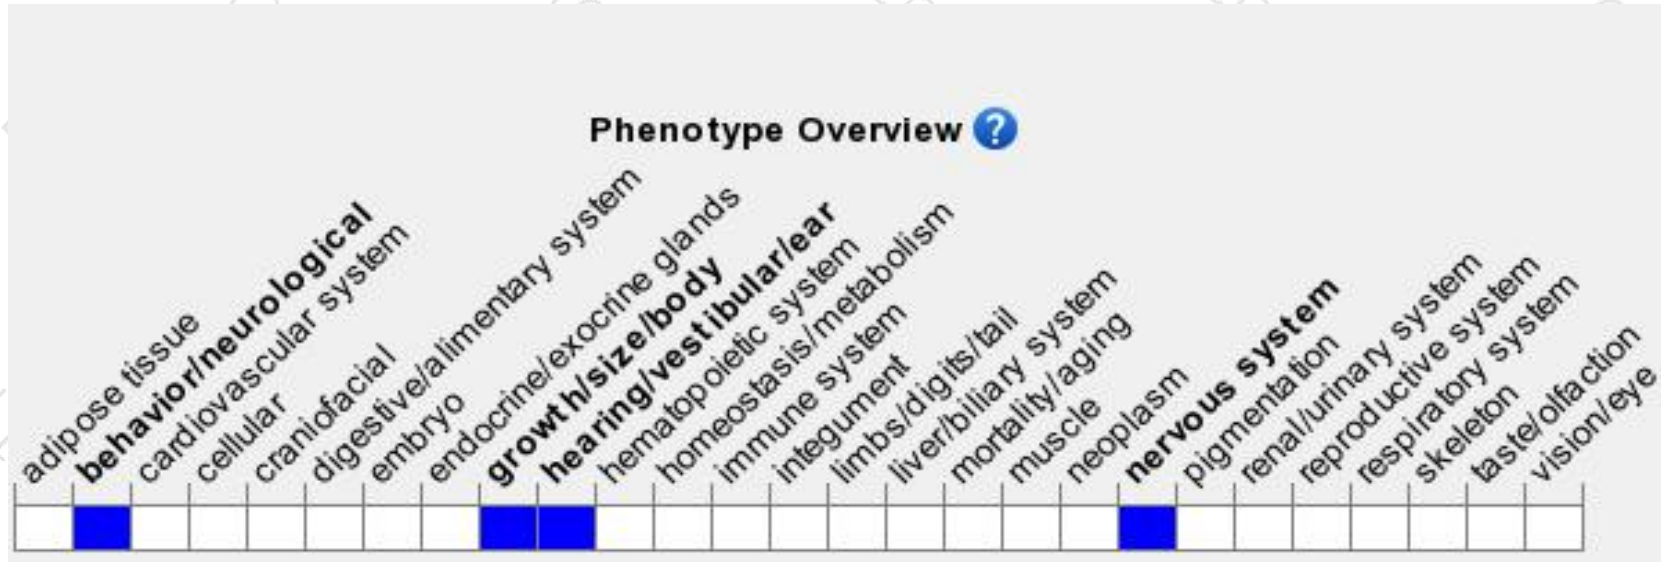 Phenotype Overview ?
adipose tissue
behavior/neurological
cardiovascular system
cellular
craniofacial
digestive/alimentary system
embryo
endocrine/exocrine glands
growth/size/body
hearing/vestibular/ear
hematopoietic system
homeostasis/metabolism
immune system
integument
limbs/digits/tail
liver/biliary system
mortality/aging
muscle
neoplasm
nervous system
pigmentation
renal/urinary system
reproductive system
respiratory system
skeleton
taste/olfaction
vision/eye